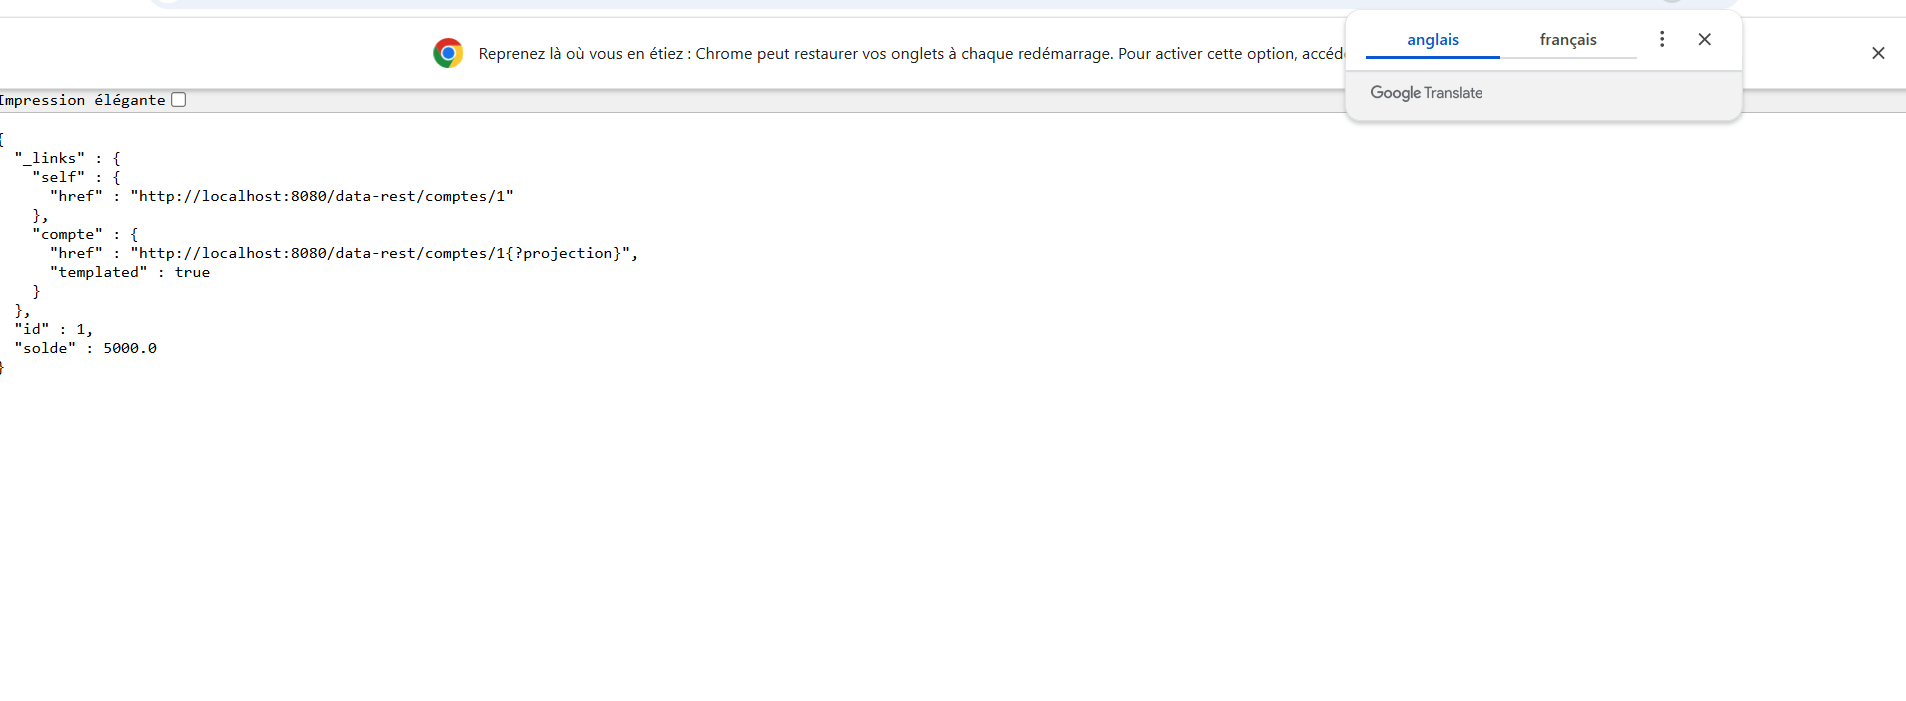 Reprenez là où vous en étiez : Chrome peut restaurer vos onglets à chaque redémarrage. Pour activer cette option, accéd
anglais
français
Google Translate
Impression élégante
{
  "_links" : {
    "self" : {
      "href" : "http://localhost:8080/data-rest/comptes/1"
    },
    "compte" : {
      "href" : "http://localhost:8080/data-rest/comptes/1{?projection}",
      "templated" : true
    }
  },
  "id" : 1,
  "solde" : 5000.0
}